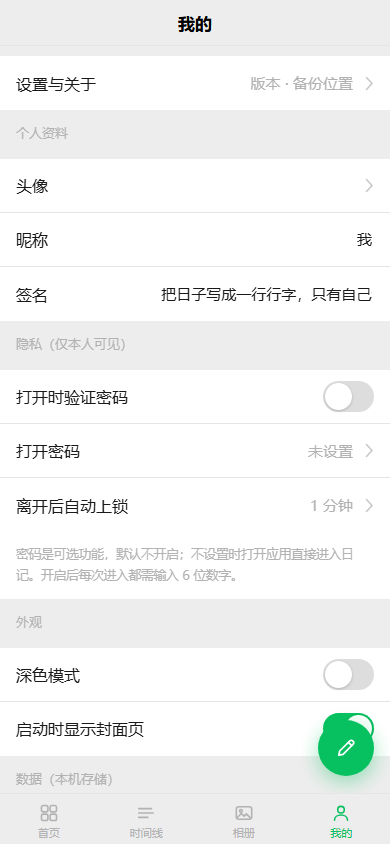 我的
设置与关于
版本 · 备份位置
个人资料
头像
昵称
我
签名
把日子写成一行行字，只有自己
隐私（仅本人可见）
打开时验证密码
打开密码
未设置
离开后自动上锁
1 分钟
密码是可选功能，默认不开启；不设置时打开应用直接进入日
记。开启后每次进入都需输入 6 位数字。
外观
深色模式
启动时显示封面页
数据（本机存储）
首页
时间线
相册
我的